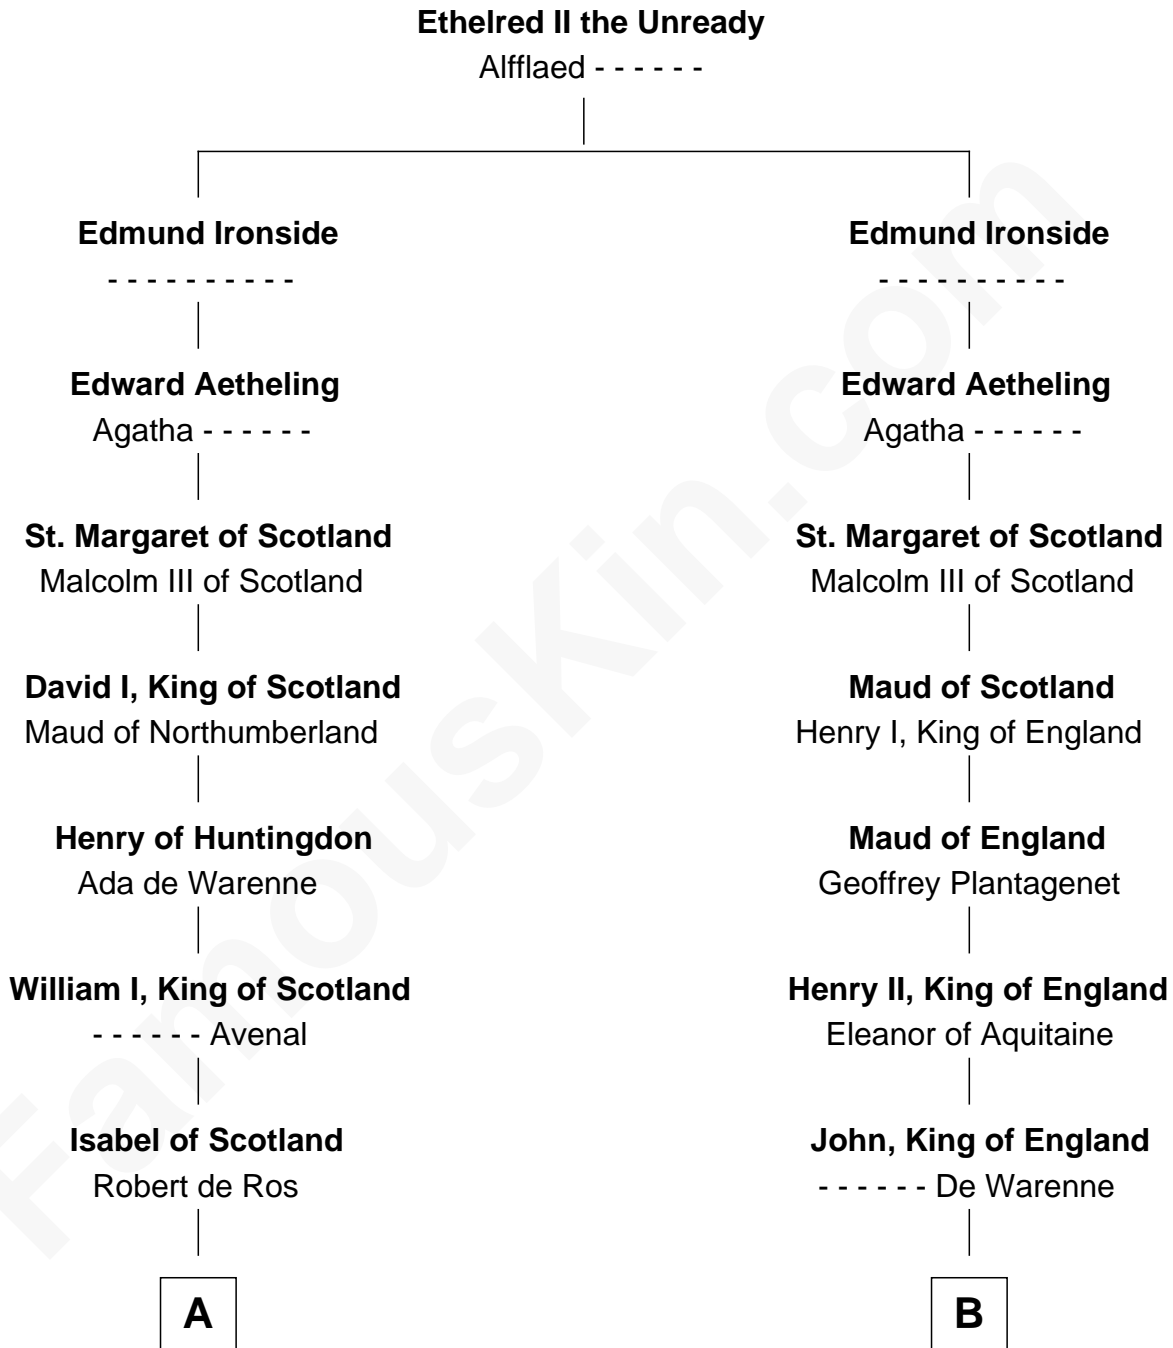 Ethelred II the Unready
Alfflaed - - - - - -
Edmund Ironside
- - - - - - - - - -
Edward Aetheling
Agatha - - - - - -
St. Margaret of Scotland
Malcolm III of Scotland
David I, King of Scotland
Maud of Northumberland
Henry of Huntingdon
Ada de Warenne
William I, King of Scotland
- - - - - - Avenal
Isabel of Scotland
Robert de Ros
A
Edmund Ironside
- - - - - - - - - -
Edward Aetheling
Agatha - - - - - -
St. Margaret of Scotland
Malcolm III of Scotland
Maud of Scotland
Henry I, King of England
Maud of England
Geoffrey Plantagenet
Henry II, King of England
Eleanor of Aquitaine
John, King of England
- - - - - - De Warenne
B
FamousKin.com